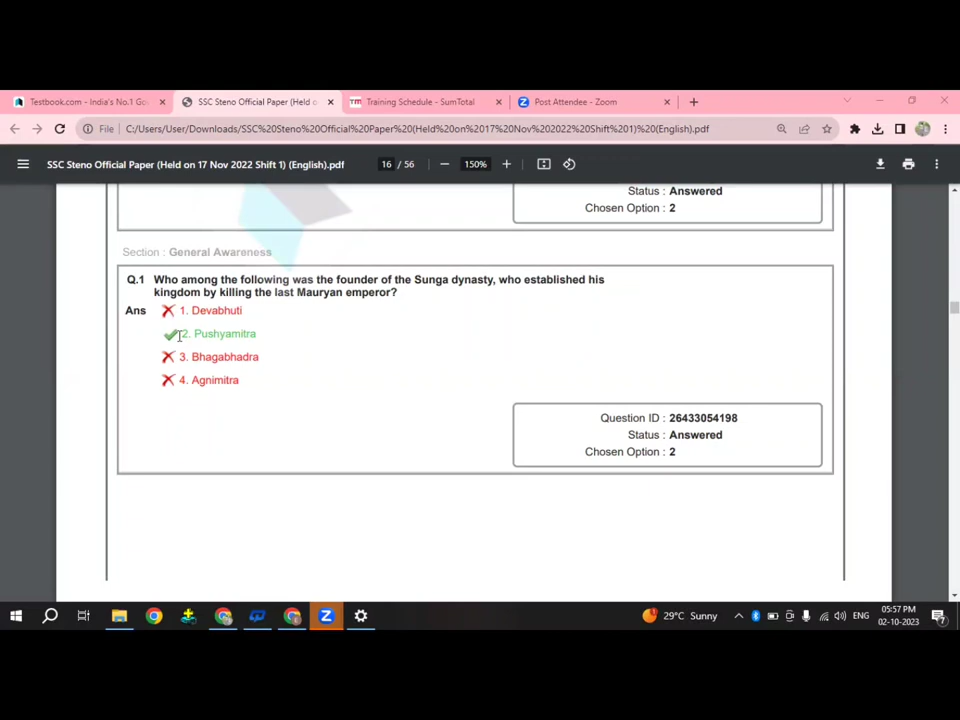 Testbook.com - India's No.1 Go
SSC Steno Official Paper (Held o
Training Schedule - SumTotal
Post Attendee - Zoom
File
C:/Users/User/Downloads/SSC%20Steno%20Official%20Paper%20(Held%20on%2017%20Nov%202022%20Shift%201)%20(English).pdf
SSC Steno Official Paper (Held on 17 Nov 2022 Shift 1) (English).pdf
16 / 56
150%
Status : Answered
Chosen Option : 2
Section : General Awareness
Q.1 Who among the following was the founder of the Sunga dynasty, who established his
kingdom by killing the last Mauryan emperor?
Ans 1. Devabhuti
2. Pushyamitra
3. Bhagabhadra
4. Agnimitra
Question ID : 26433054198
Status : Answered
Chosen Option : 2
29°C Sunny
ENG
05:57 PM
02-10-2023